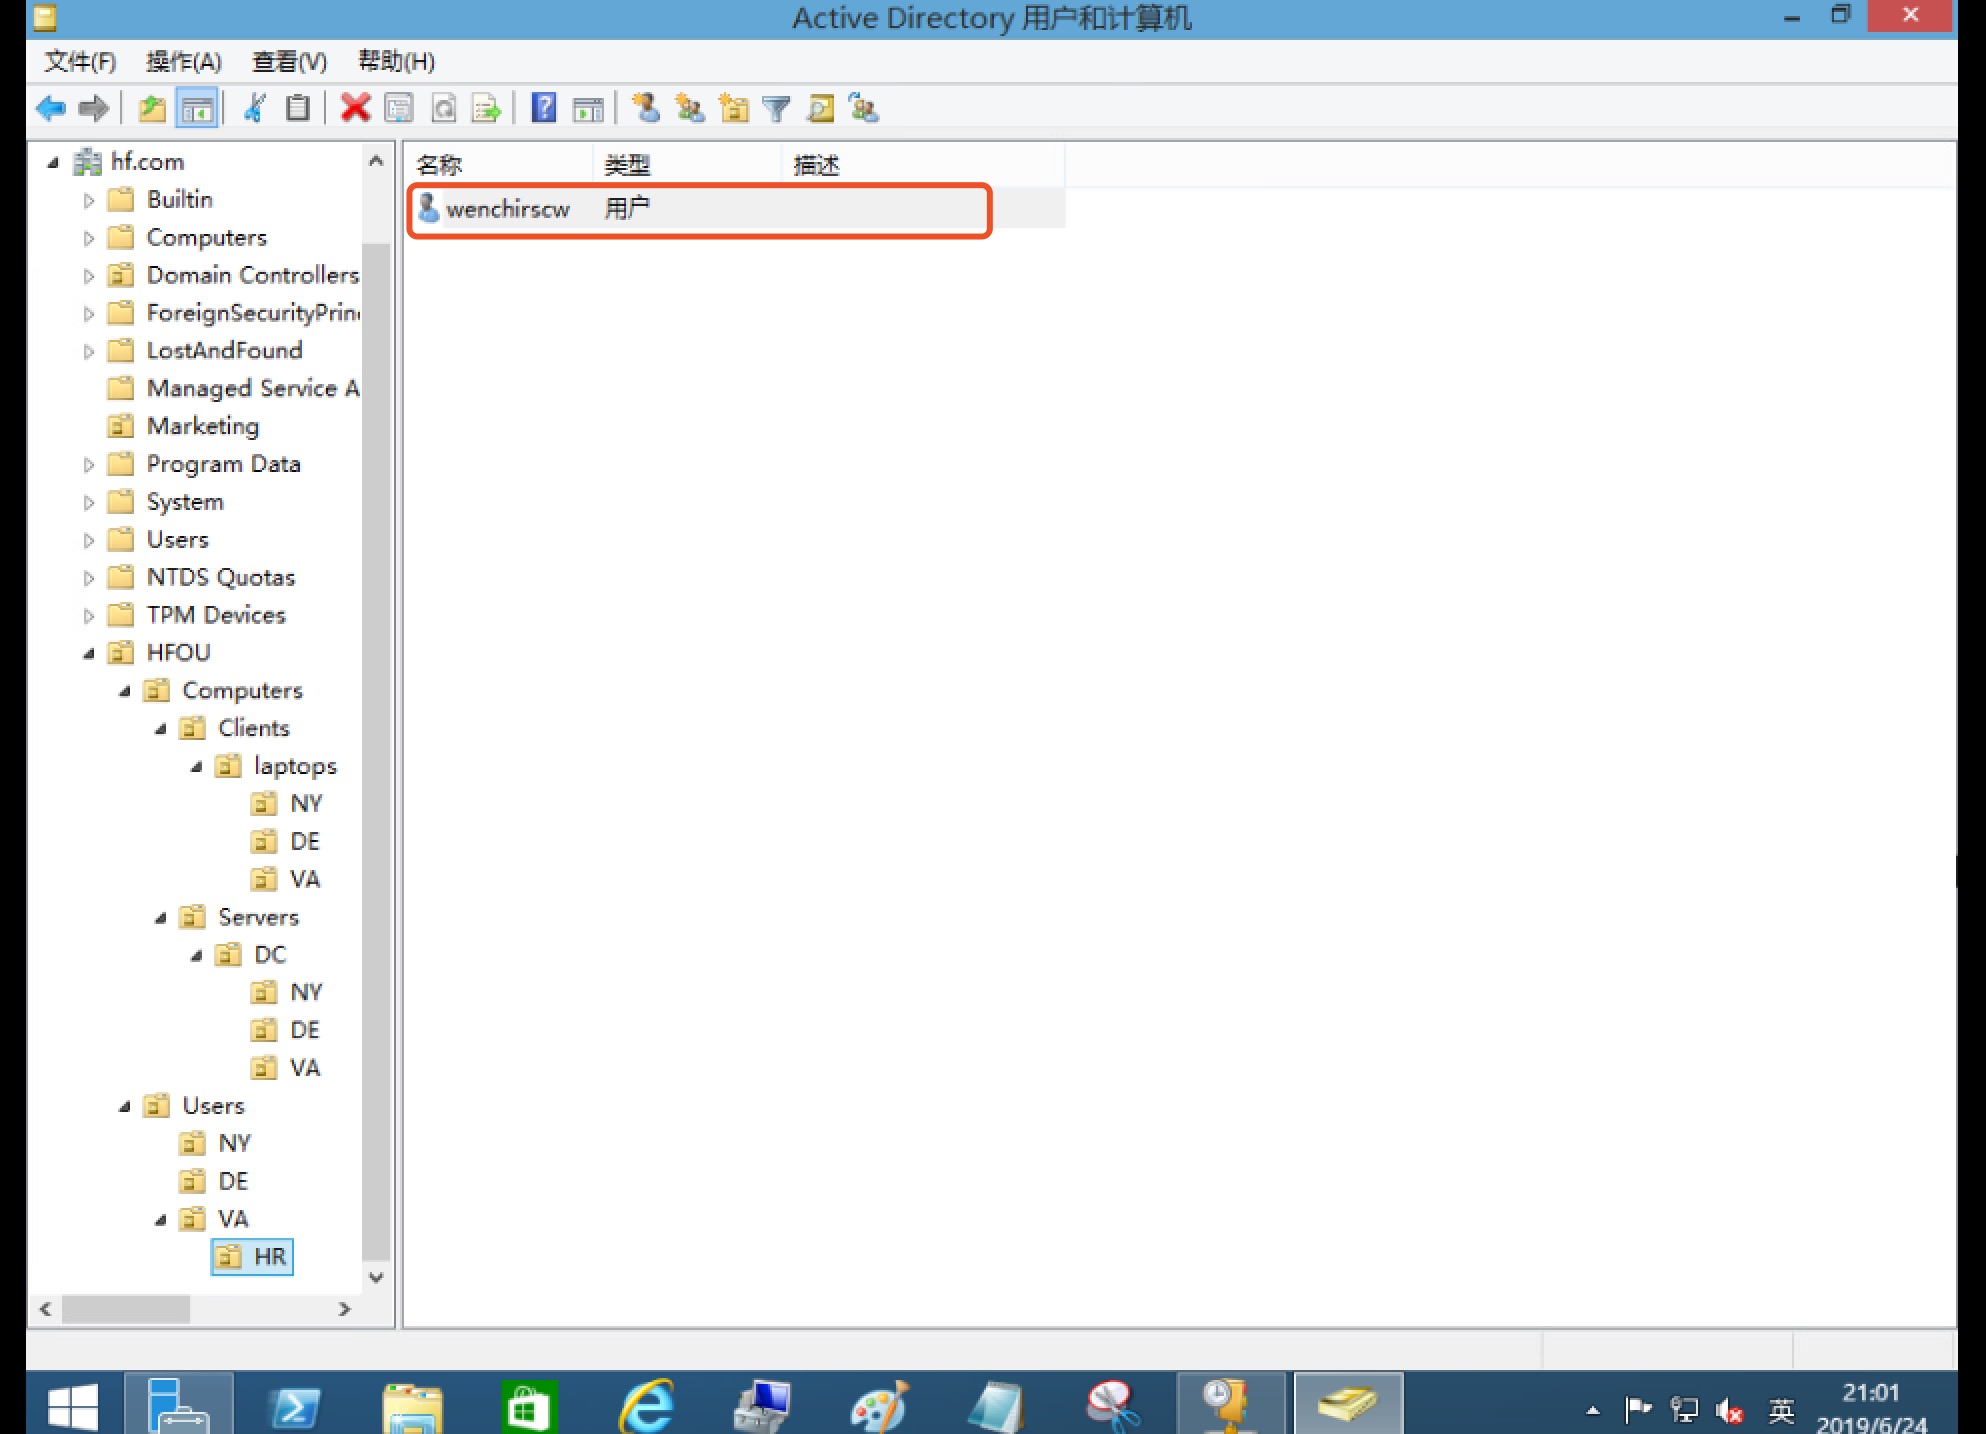 Active Directory 用户和计算机
文件(F) 操作(A) 查看(V) 帮助(H)
hf.com
Builtin
Computers
Domain Controllers
ForeignSecurityPrin
LostAndFound
Managed Service A
Marketing
Program Data
System
Users
NTDS Quotas
TPM Devices
HFOU
Computers
Clients
laptops
NY
DE
VA
Servers
DC
NY
DE
VA
Users
NY
DE
VA
HR
名称 类型 描述
wenchirscw 用户
英
21:01
2019/6/24